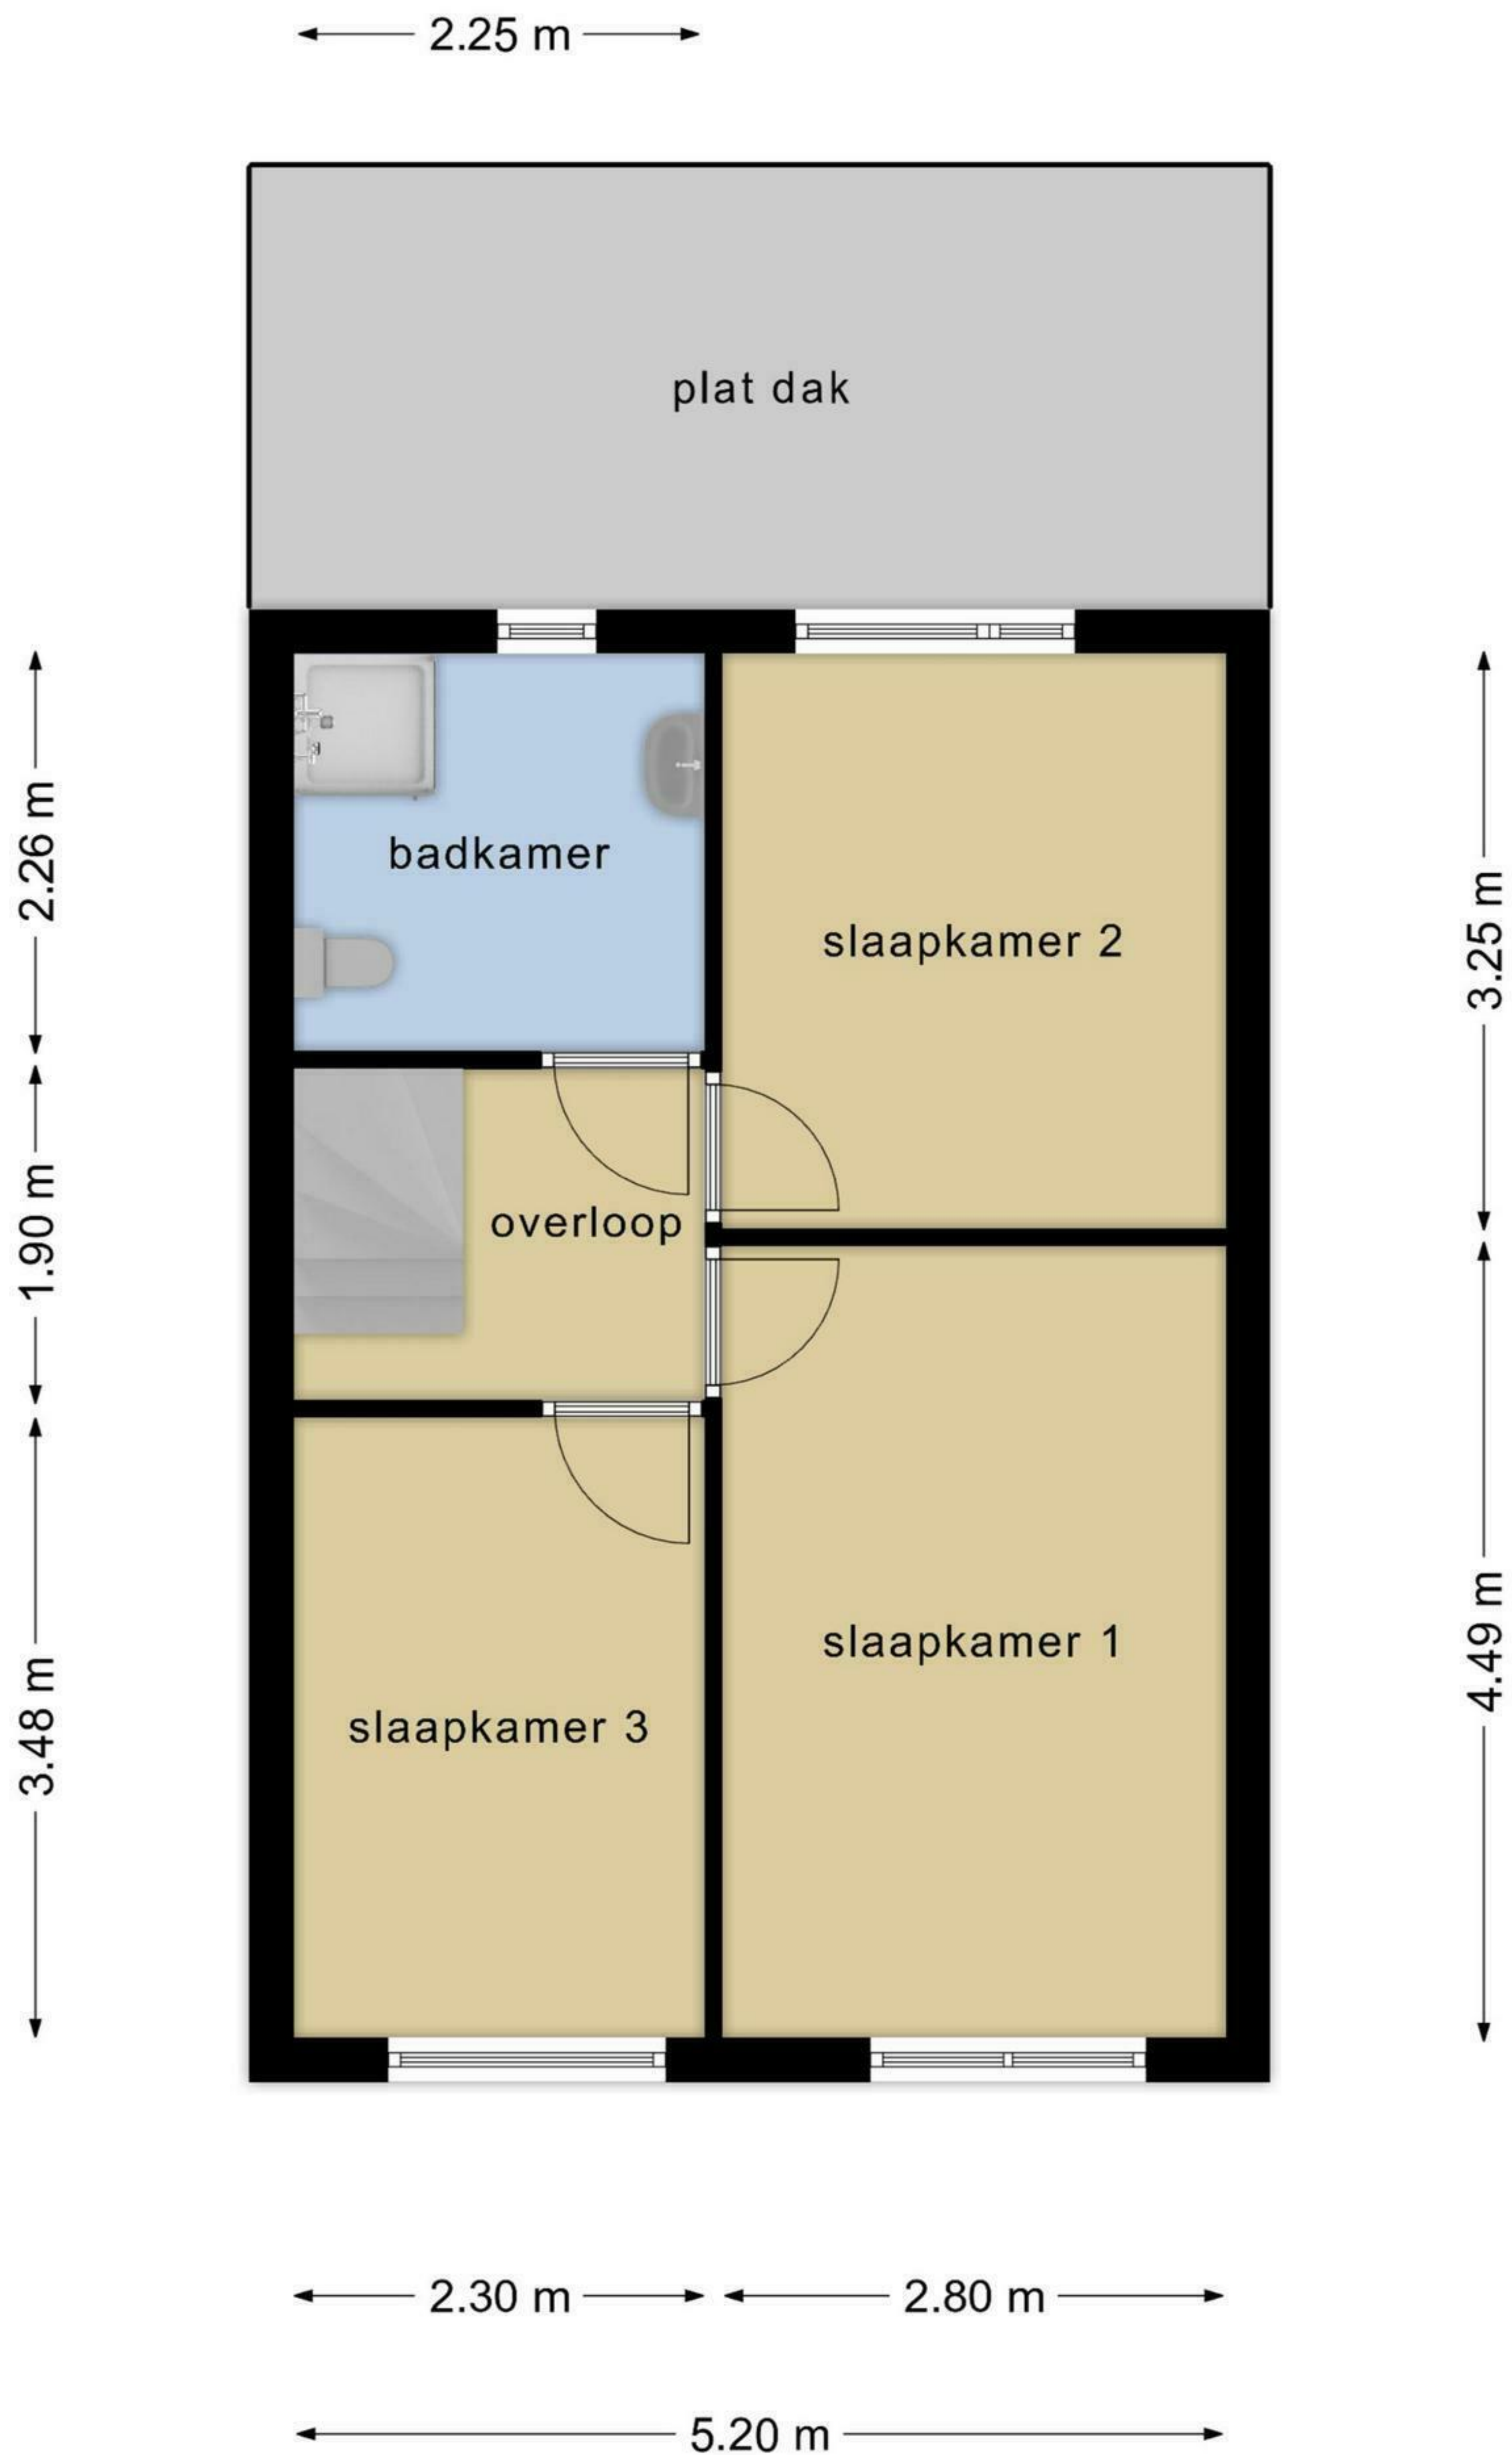 2.25 m
plat dak
2.26 m
badkamer
3.25 m
slaapkamer 2
1.90 m
overloop
4.49 m
slaapkamer 1
3.48 m
slaapkamer 3
2.30 m
2.80 m
5.20 m